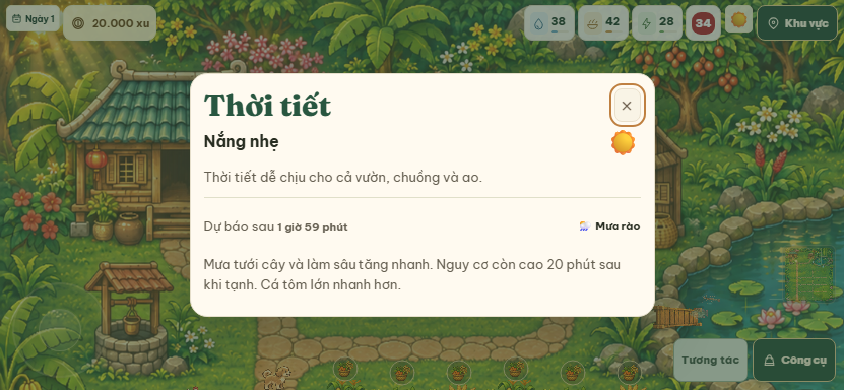 Ngày 1
20.000 xu
38
42
28
34
Khu vực
Thời tiết
Nắng nhẹ
Thời tiết dễ chịu cho cả vườn, chuồng và ao.
Dự báo sau 1 giờ 59 phút
Mưa rào
Mưa tưới cây và làm sâu tăng nhanh. Nguy cơ còn cao 20 phút sau
khi tạnh. Cá tôm lớn nhanh hơn.
Tương tác
Công cụ